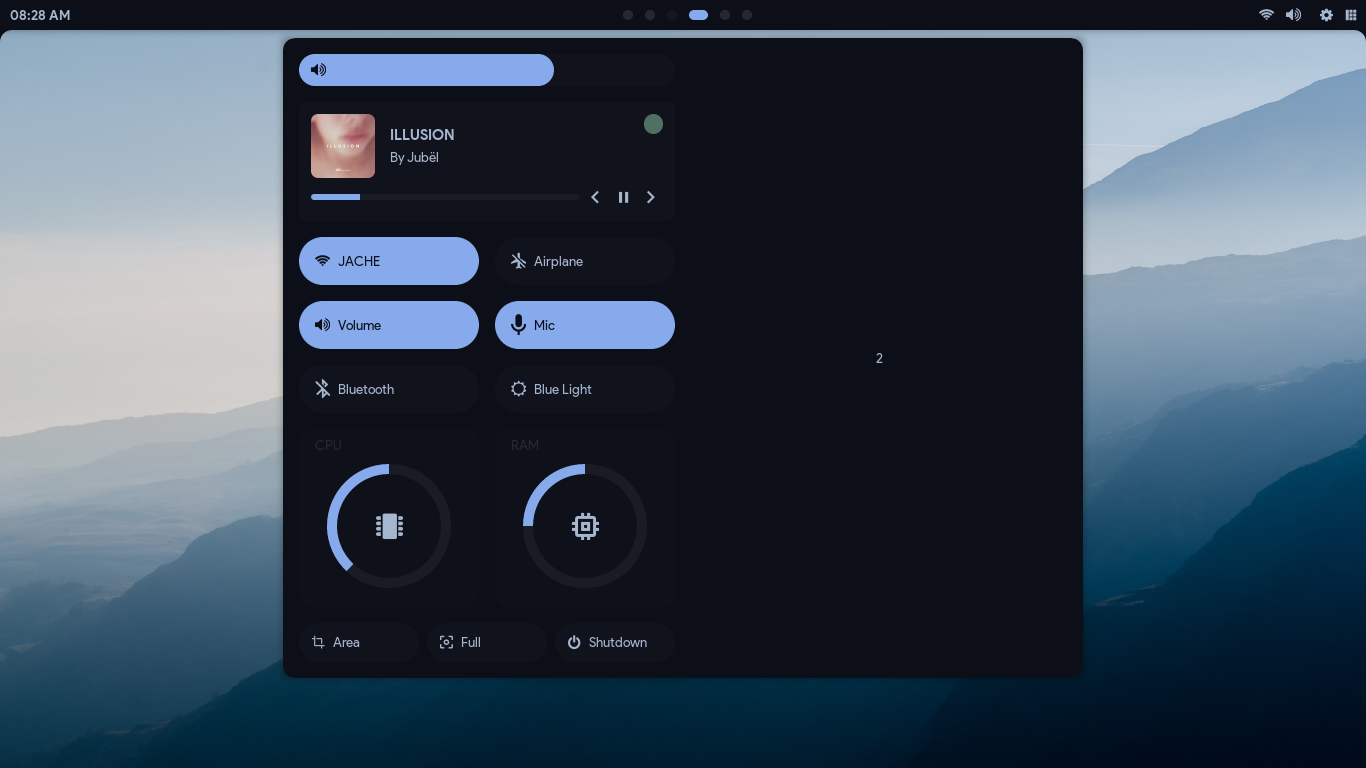 08:28 AM
ILLUSION
ILLUSION
By Jubël
JACHE
Airplane
Volume
Mic
2
Bluetooth
Blue Light
CPU
RAM
Area
Full
Shutdown